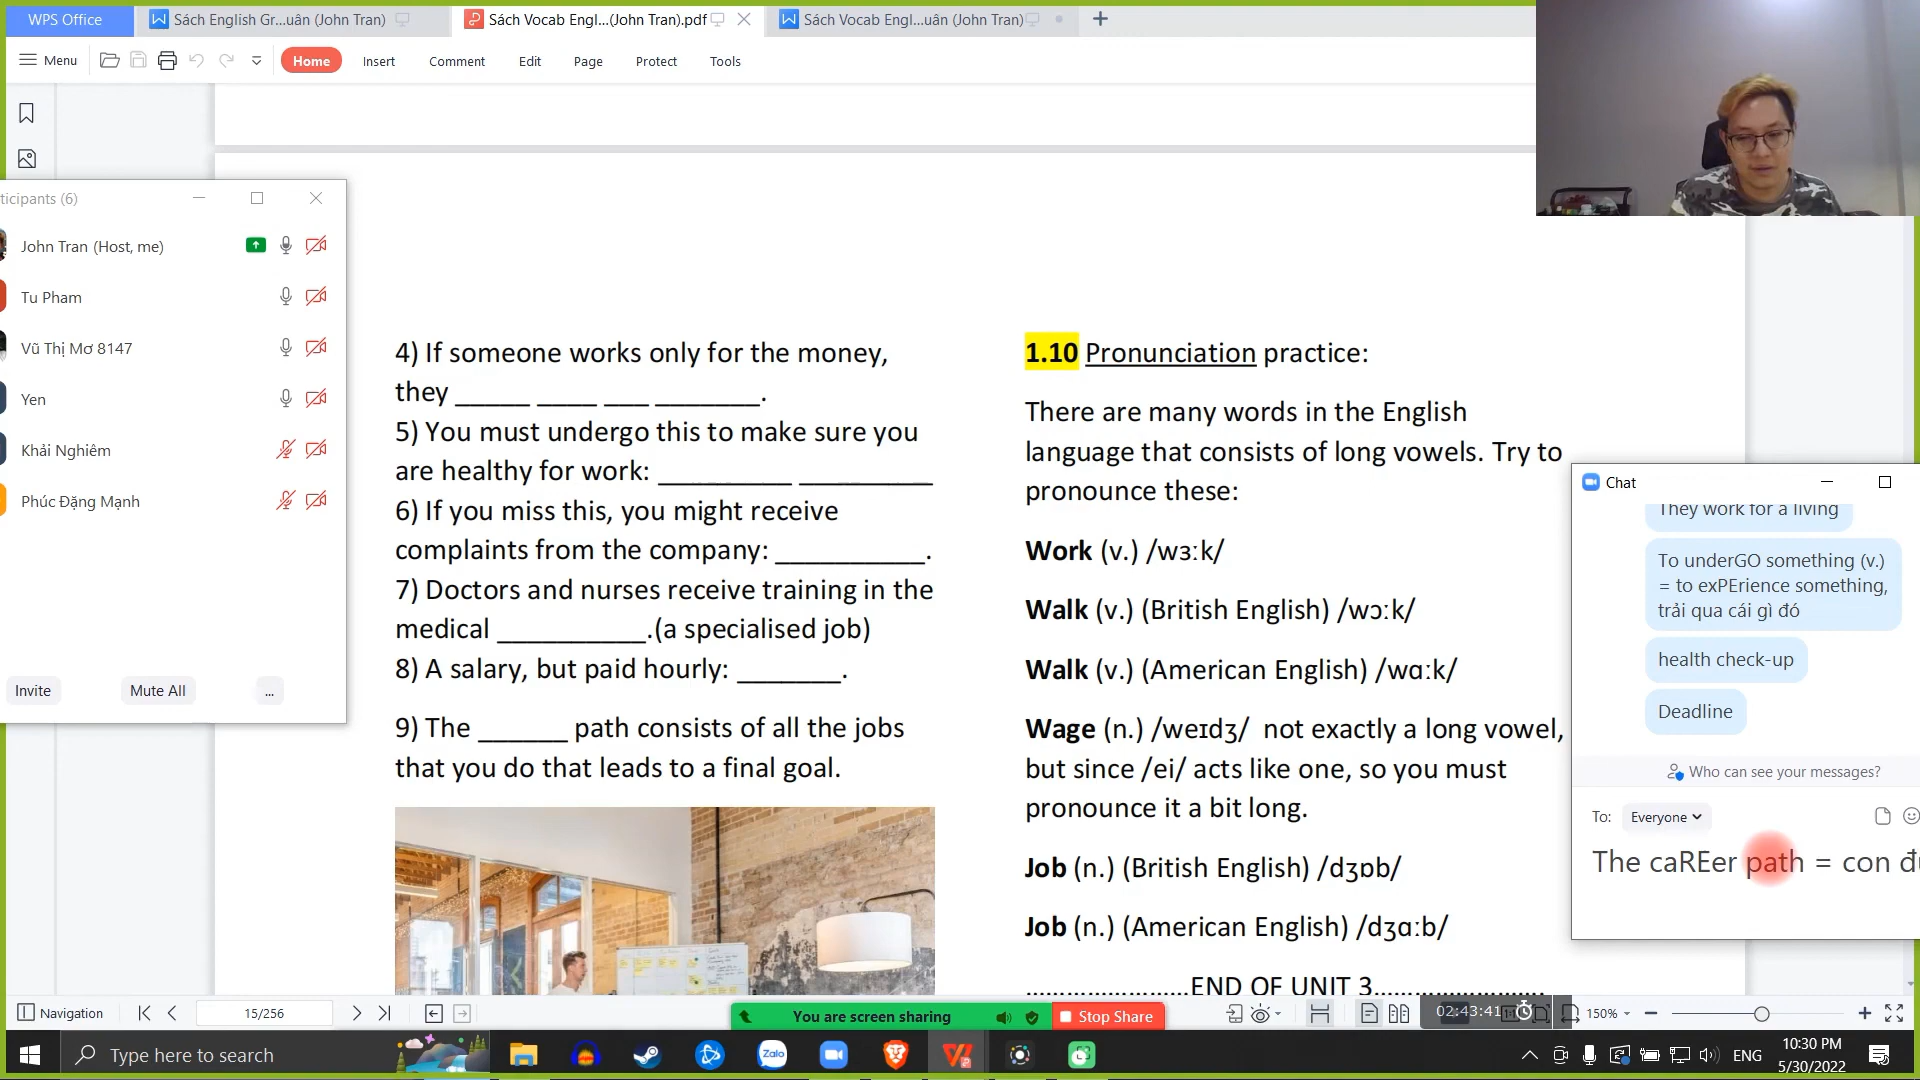 WPS Office
Sách English Gr...uân (John Tran)
Sách Vocab Engl...(John Tran).pdf
Sách Vocab Engl...uân (John Tran)
Menu
Home
Insert
Comment
Edit
Page
Protect
Tools
ticipants (6)
John Tran (Host, me)
Tu Pham
Vũ Thị Mơ 8147
Yen
Khải Nghiêm
Phúc Đặng Mạnh
Invite
Mute All
...
4) If someone works only for the money,
they _____ ____ ___ _______.
5) You must undergo this to make sure you
are healthy for work: _________ _________
6) If you miss this, you might receive
complaints from the company: __________.
7) Doctors and nurses receive training in the
medical __________.(a specialised job)
8) A salary, but paid hourly: _______.
9) The ______ path consists of all the jobs
that you do that leads to a final goal.
1.10 Pronunciation practice:
There are many words in the English
language that consists of long vowels. Try to
pronounce these:
Work (v.) /wɜːk/
Walk (v.) (British English) /wɔːk/
Walk (v.) (American English) /wɑːk/
Wage (n.) /weɪdʒ/ not exactly a long vowel,
but since /ei/ acts like one, so you must
pronounce it a bit long.
Job (n.) (British English) /dʒɒb/
Job (n.) (American English) /dʒɑːb/
......................END OF UNIT 3.......................
Chat
They work for a living
To underGO something (v.)
= to exPErience something,
trải qua cái gì đó
health check-up
Deadline
Who can see your messages?
To: Everyone
The caREer path = con đư
Navigation
15/256
You are screen sharing
Stop Share
02:43:41
150%
Type here to search
Zalo
ENG
10:30 PM
5/30/2022